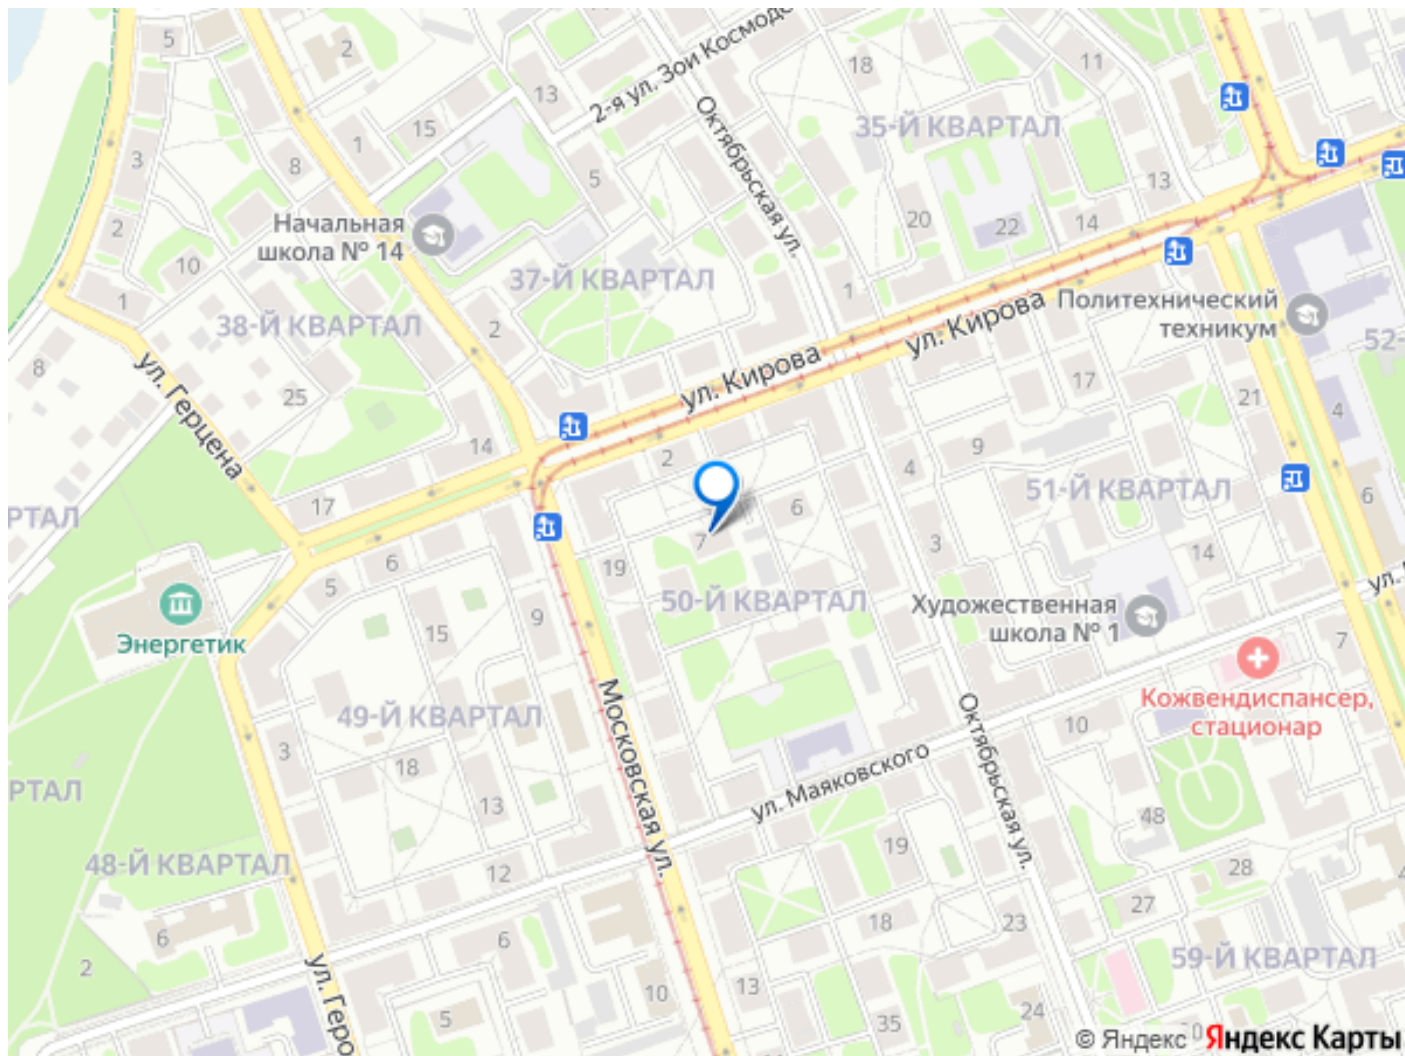 5
2
2-я ул. Зои Космод
18
11
13
Октябрьская ул.
35-Й КВАРТАЛ
15
1
3
8
5
13
Начальная
школа № 14
2
10
20
22
14
37-Й КВАРТАЛ
1
1
38-Й КВАРТАЛ
2
ул. Кирова
Политехнический
техникум
52-
8
ул. Герцена
25
ул. Кирова
17
21
4
14
2
9
4
51-Й КВАРТАЛ
6
17
6
РТАЛ
7
3
14
6
5
19
50-Й КВАРТАЛ
ул.
Энергетик
15
9
Художественная
школа № 1
7
Кожвендиспансер,
стационар
49-Й КВАРТАЛ
3
Московская ул.
Октябрьская ул.
10
18
ул. Маяковского
РТАЛ
13
48
48-Й КВАРТАЛ
12
19
28
4
27
6
6
18
23
59-Й КВАРТАЛ
2
ул. Геро
10
13
5
35
24
© Яндекс
Яндекс Карты